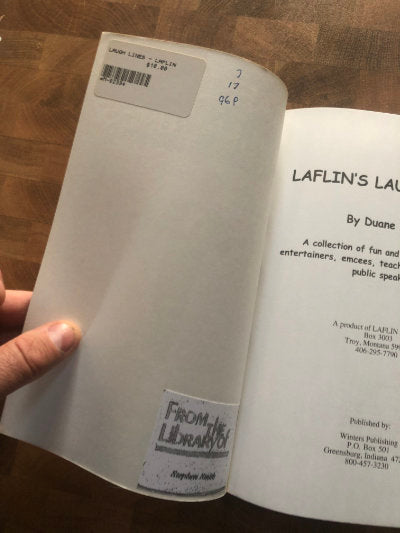 LAUGH LINES - LAFLIN
$10.00
J
17
96P
FROM THE
LIBRARY OF
LAFLIN'S LAU
By Duane
A collection of fun and
entertainers, emcees, teach
public speak
A product of LAFLIN
Box 3003
Troy, Montana 599
406-295-7790
Published by:
Winters Publishing
P.O. Box 501
Greensburg, Indiana 47
800-457-3230